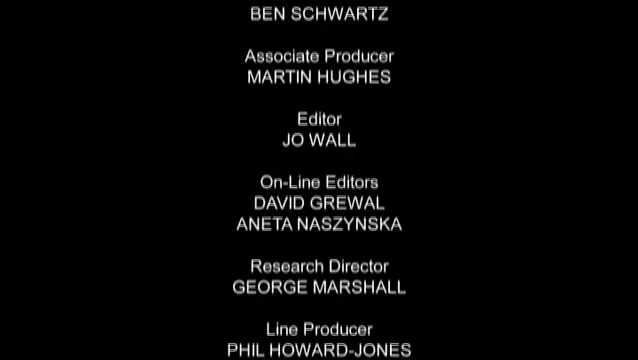 BEN SCHWARTZ
Associate Producer
MARTIN HUGHES
Editor
JO WALL
On-Line Editors
DAVID GREWAL
ANETA NASZYNSKA
Research Director
GEORGE MARSHALL
Line Producer
PHIL HOWARD-JONES